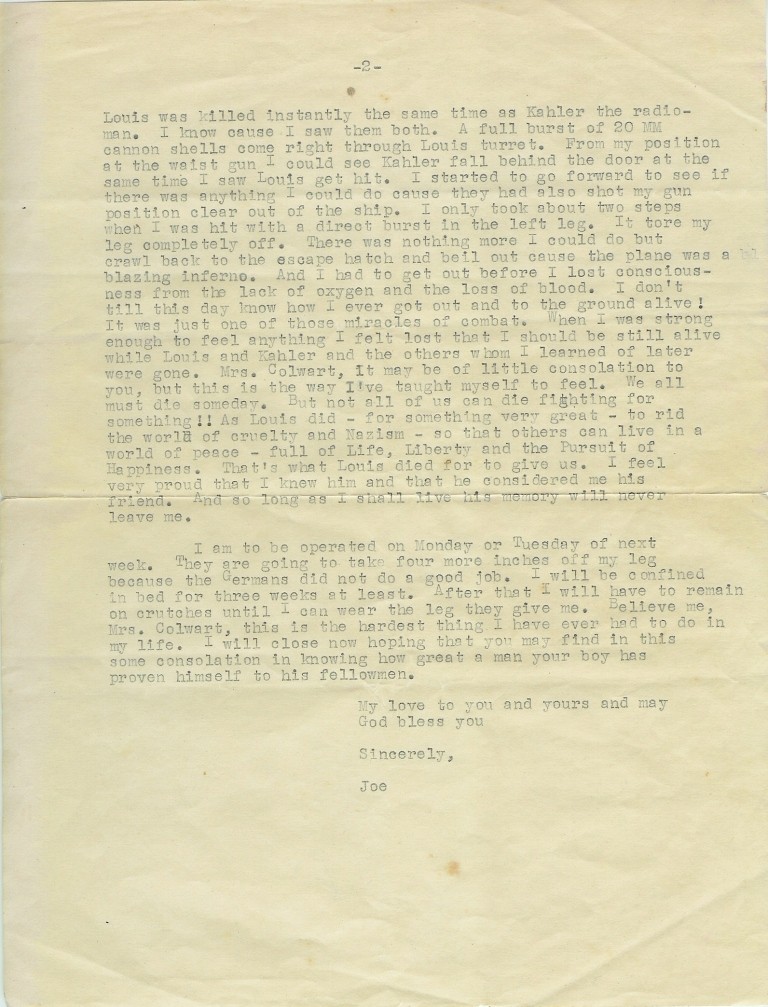 -2-
Louis was killed instantly the same time as Kahler the radio-
man. I know cause I saw them both. A full burst of 20 MM
cannon shells come right through Louis turret. From my position
at the waist gun I could see Kahler fall behind the door at the
same time I saw Louis get hit. I started to go forward to see if
there was anything I could do cause they had also shot my gun
position clear out of the ship. I only took about two steps
when I was hit with a direct burst in the left leg. It tore my
leg completely off. There was nothing more I could do but
crawl back to the escape hatch and beil out cause the plane was a bl
blazing inferno. And I had to get out before I lost conscious-
ness from the lack of oxygen and the loss of blood. I don't
till this day know how I ever got out and to the ground alive!
It was just one of those miracles of combat. When I was strong
enough to feel anything I felt lost that I should be still alive
while Louis and Kahler and the others whom I learned of later
were gone. Mrs. Colwart, it may be of little consolation to
you, but this is the way I've taught myself to feel. We all
must die someday. But not all of us can die fighting for
something!! As Louis did - for something very great - to rid
the world of cruelty and Nazism - so that others can live in a
world of peace - full of Life, Liberty and the Pursuit of
Happiness. That's what Louis died for to give us. I feel
very proud that I knew him and that he considered me his
friend. And so long as I shall live his memory will never
leave me.
I am to be operated on Monday or Tuesday of next
week. They are going to take four more inches off my leg
because the Germans did not do a good job. I will be confined
in bed for three weeks at least. After that I will have to remain
on crutches until I can wear the leg they give me. Believe me,
Mrs. Colwart, this is the hardest thing I have ever had to do in
my life. I will close now hoping that you may find in this
some consolation in knowing how great a man your boy has
proven himself to his fellowmen.
My love to you and yours and may
God bless you
Sincerely,
Joe